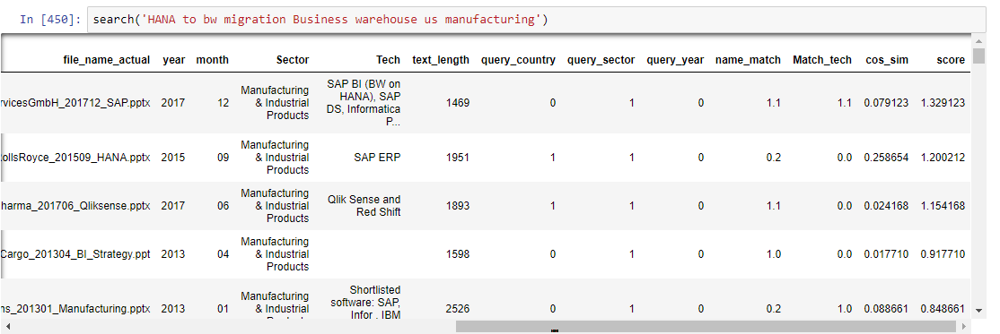 In [450]: search('HANA to bw migration Business warehouse us manufacturing')
file_name_actual year month Sector Tech text_length query_country query_sector query_year name_match Match_tech cos_sim score
rvicesGmbH_201712_SAP.pptx 2017 12 Manufacturing & Industrial Products SAP BI (BW on HANA), SAP DS, Informatica P... 1469 0 1 0 1.1 1.1 0.079123 1.329123
ollsRoyce_201509_HANA.pptx 2015 09 Manufacturing & Industrial Products SAP ERP 1951 1 1 0 0.2 0.0 0.258654 1.200212
harma_201706_Qliksense.pptx 2017 06 Manufacturing & Industrial Products Qlik Sense and Red Shift 1893 1 1 0 1.1 0.0 0.024168 1.154168
Cargo_201304_BI_Strategy.ppt 2013 04 Manufacturing & Industrial Products 1598 0 1 0 1.0 0.0 0.017710 0.917710
ns_201301_Manufacturing.pptx 2013 01 Manufacturing & Industrial Shortlisted software: SAP, Infor , IBM 2526 0 1 0 0.2 1.0 0.088661 0.848661